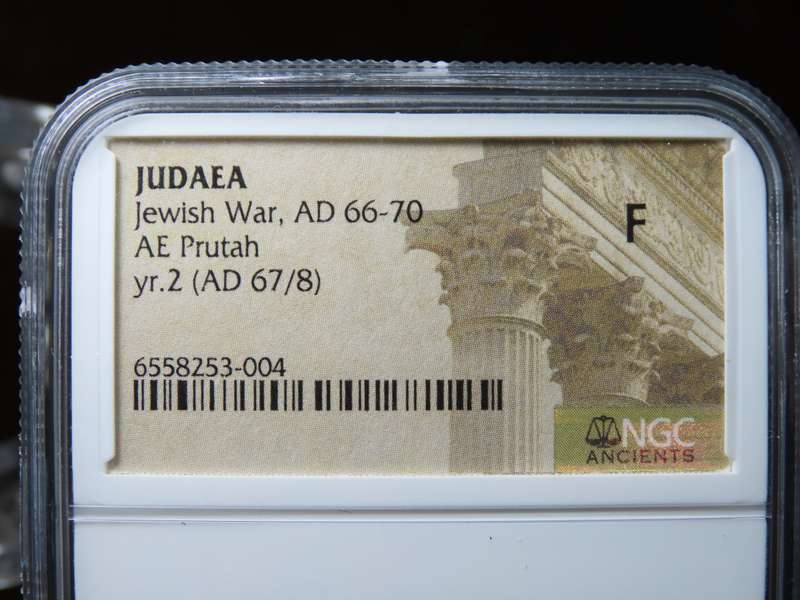 JUDAEA
Jewish War, AD 66-70
AE Prutah
yr.2 (AD 67/8)
F
6558253-004
NGC
ANCIENTS